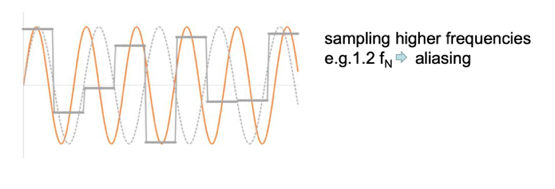 sampling higher frequencies
e.g.1.2 fN ⇨ aliasing